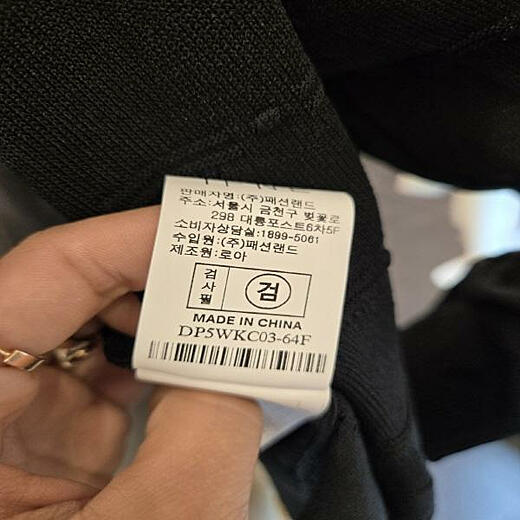 판매자명:(주)패션랜드
주소:서울시 금천구 벚꽃로
298 대륭포스트6차5F
소비자상담실:1899-5061
수입원:(주)패션랜드
제조원:로아
검사필 검
MADE IN CHINA
DP5WKC03-64F